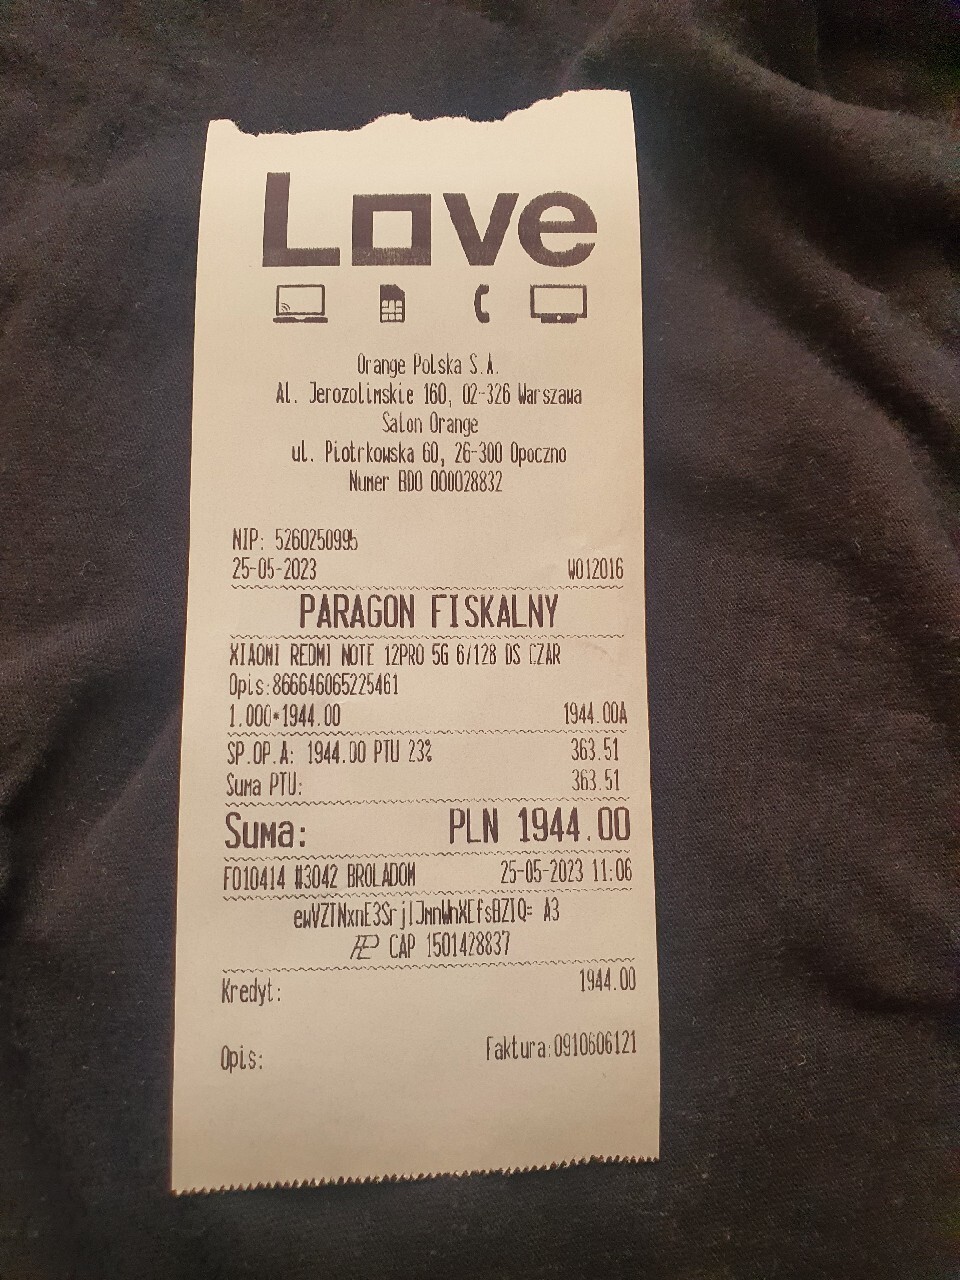 Love
Orange Polska S.A.
Al. Jerozolimskie 160, 02-326 Warszawa
Salon Orange
ul. Piotrkowska 60, 26-300 Opoczno
Numer BDO 000028832
NIP: 5260250995
25-05-2023 W012016
PARAGON FISKALNY
XIAOMI REDMI NOTE 12PRO 5G 6/128 DS CZAR
Opis:866646065225461
1.000*1944.00 1944.00A
SP.OP.A: 1944.00 PTU 23% 363.51
Suma PTU: 363.51
Suma: PLN 1944.00
F010414 #3042 BROLADOM 25-05-2023 11:06
A3
CAP 1501428837
Kredyt: 1944.00
Opis: Faktura:0910606121